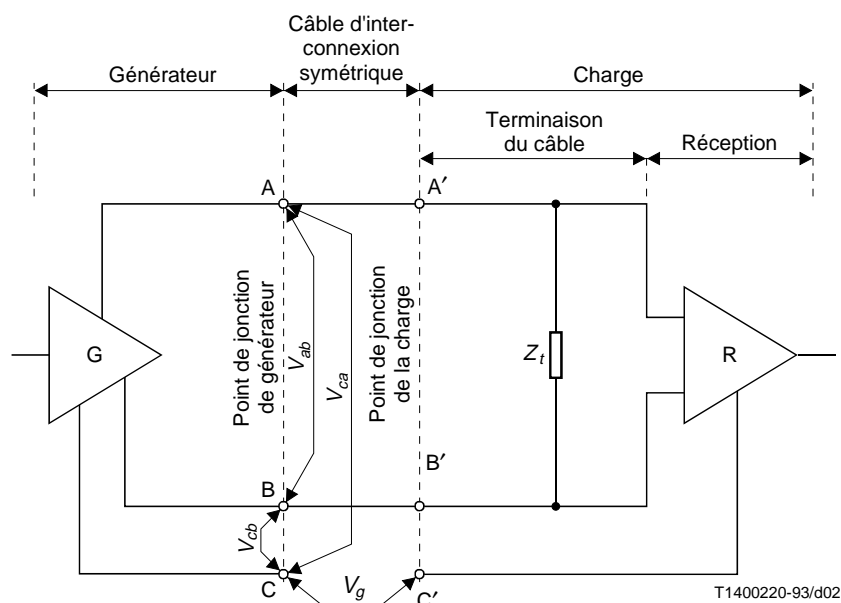 Câble d'inter-
connexion
symétrique
Générateur
Charge
Terminaison
du câble
Réception
A
A′
Point de jonction
de générateur
V_ab
V_ca
Point de jonction
de la charge
G
Z_t
R
B
B′
V_cb
C
V_g
C′
T1400220-93/d02